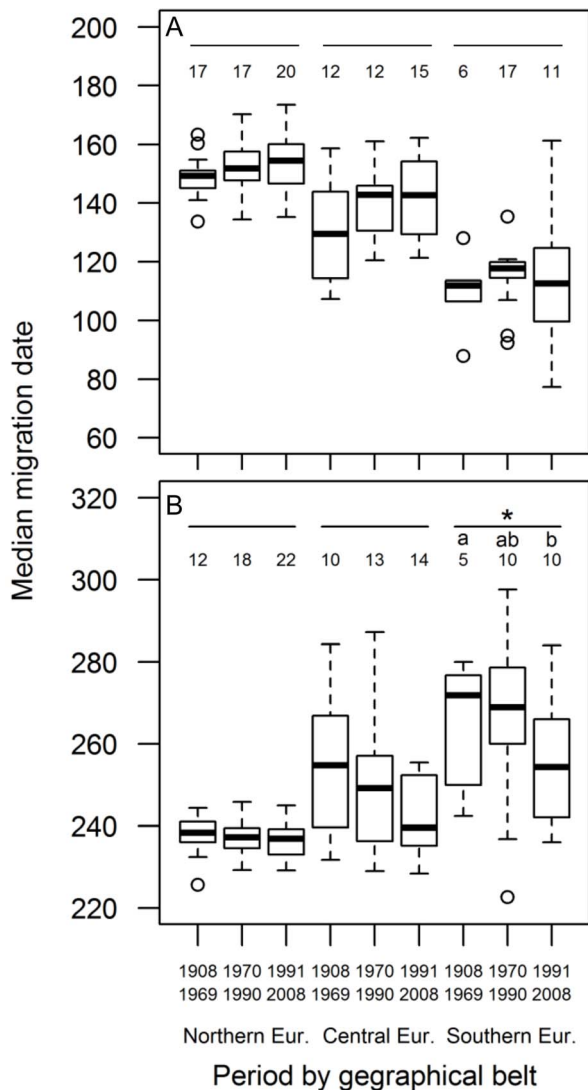 Median migration date
A
200
180
160
140
120
100
80
60
17 17 20 12 12 15 6 17 11
B
320
300
280
260
240
220
*
a ab b
12 18 22 10 13 14 5 10 10
1908 1970 1991 1908 1970 1991 1908 1970 1991
1969 1990 2008 1969 1990 2008 1969 1990 2008
Northern Eur. Central Eur. Southern Eur.
Period by gegraphical belt